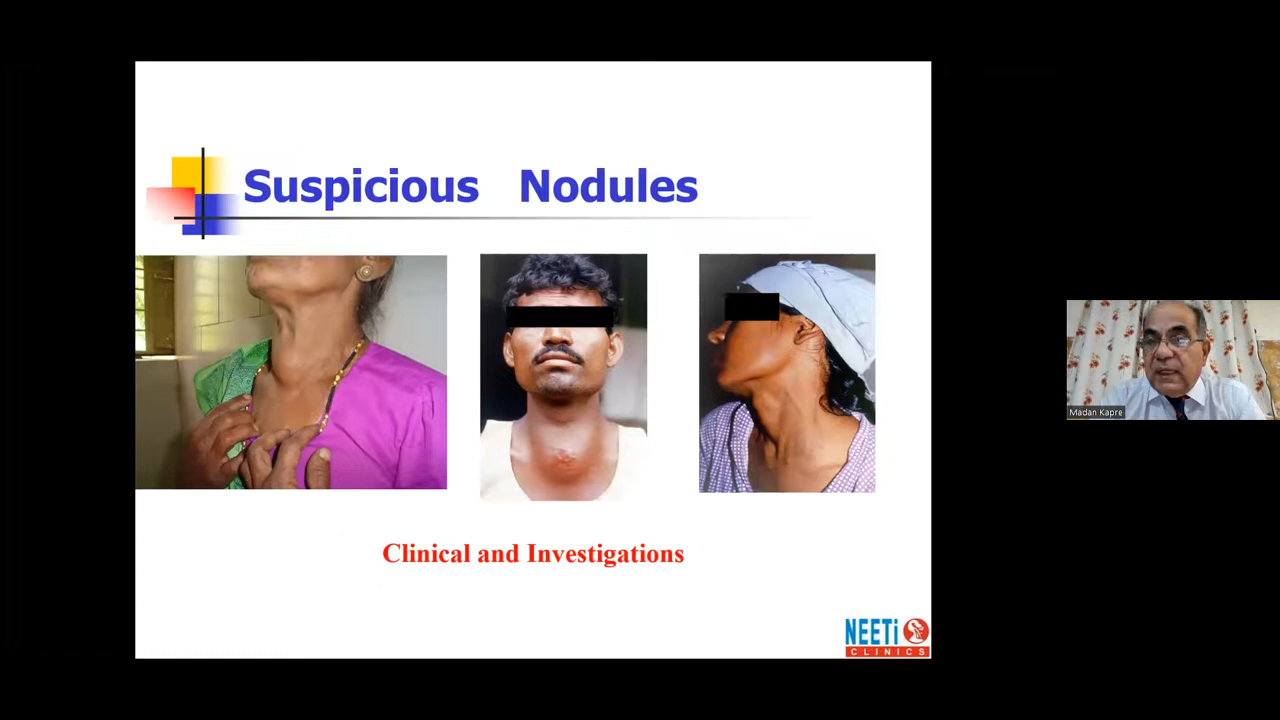 Suspicious Nodules
Madan Kapre
Clinical and Investigations
NEETi
CLINICS